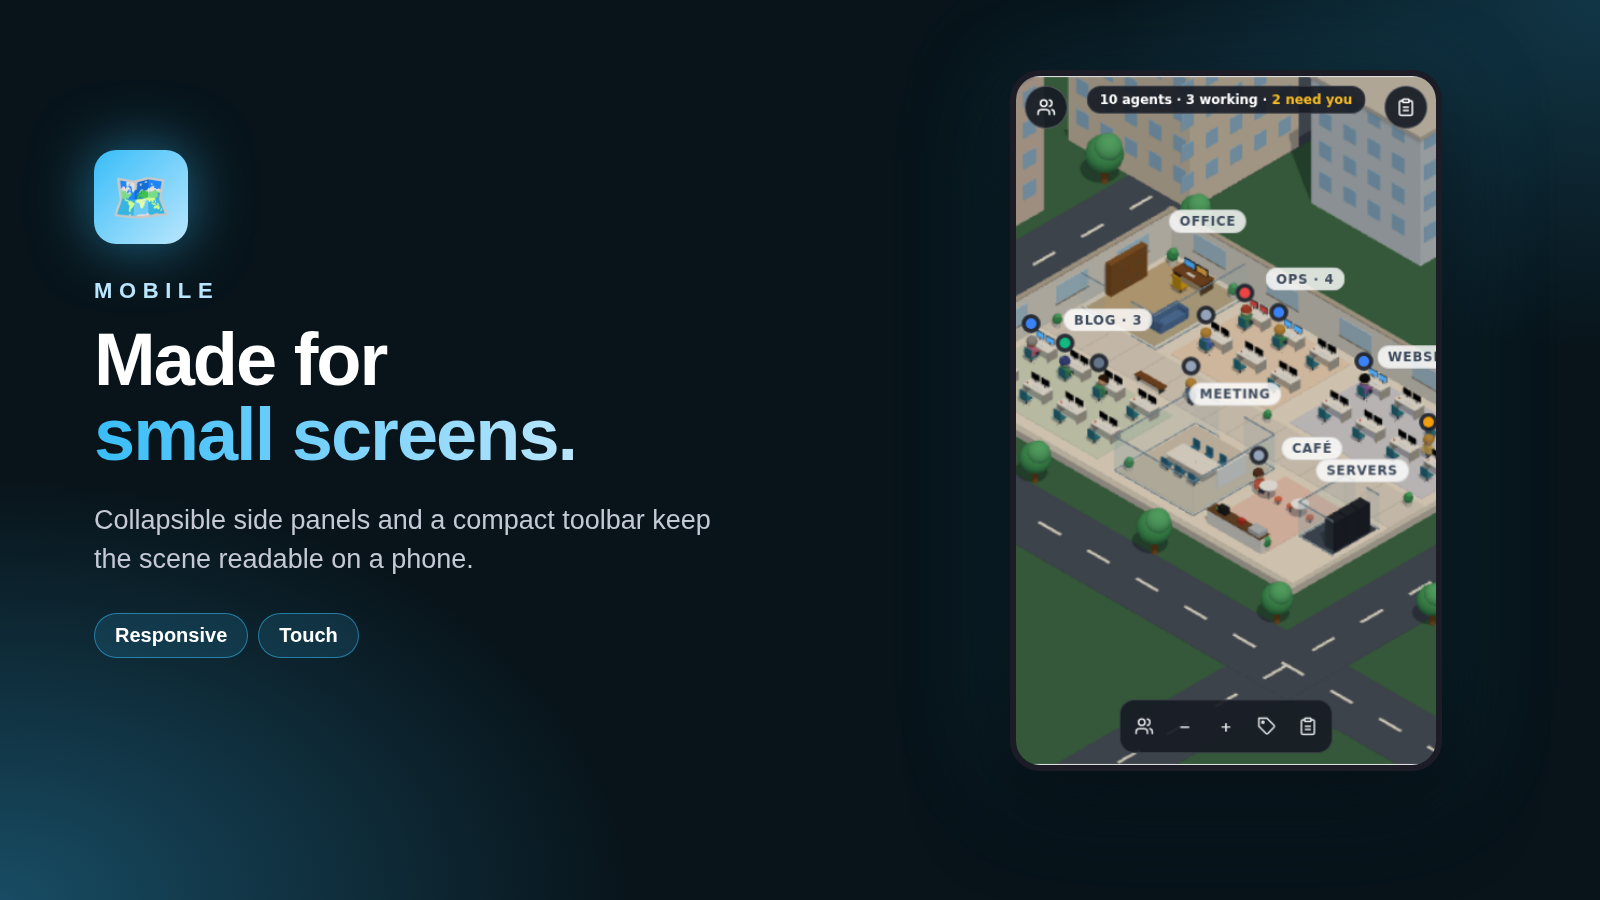 MOBILE
Made for
small screens.
Collapsible side panels and a compact toolbar keep
the scene readable on a phone.
Responsive
Touch
10 agents · 3 working · 2 need you
OFFICE
OPS · 4
BLOG · 3
WEBSI
MEETING
CAFÉ
SERVERS